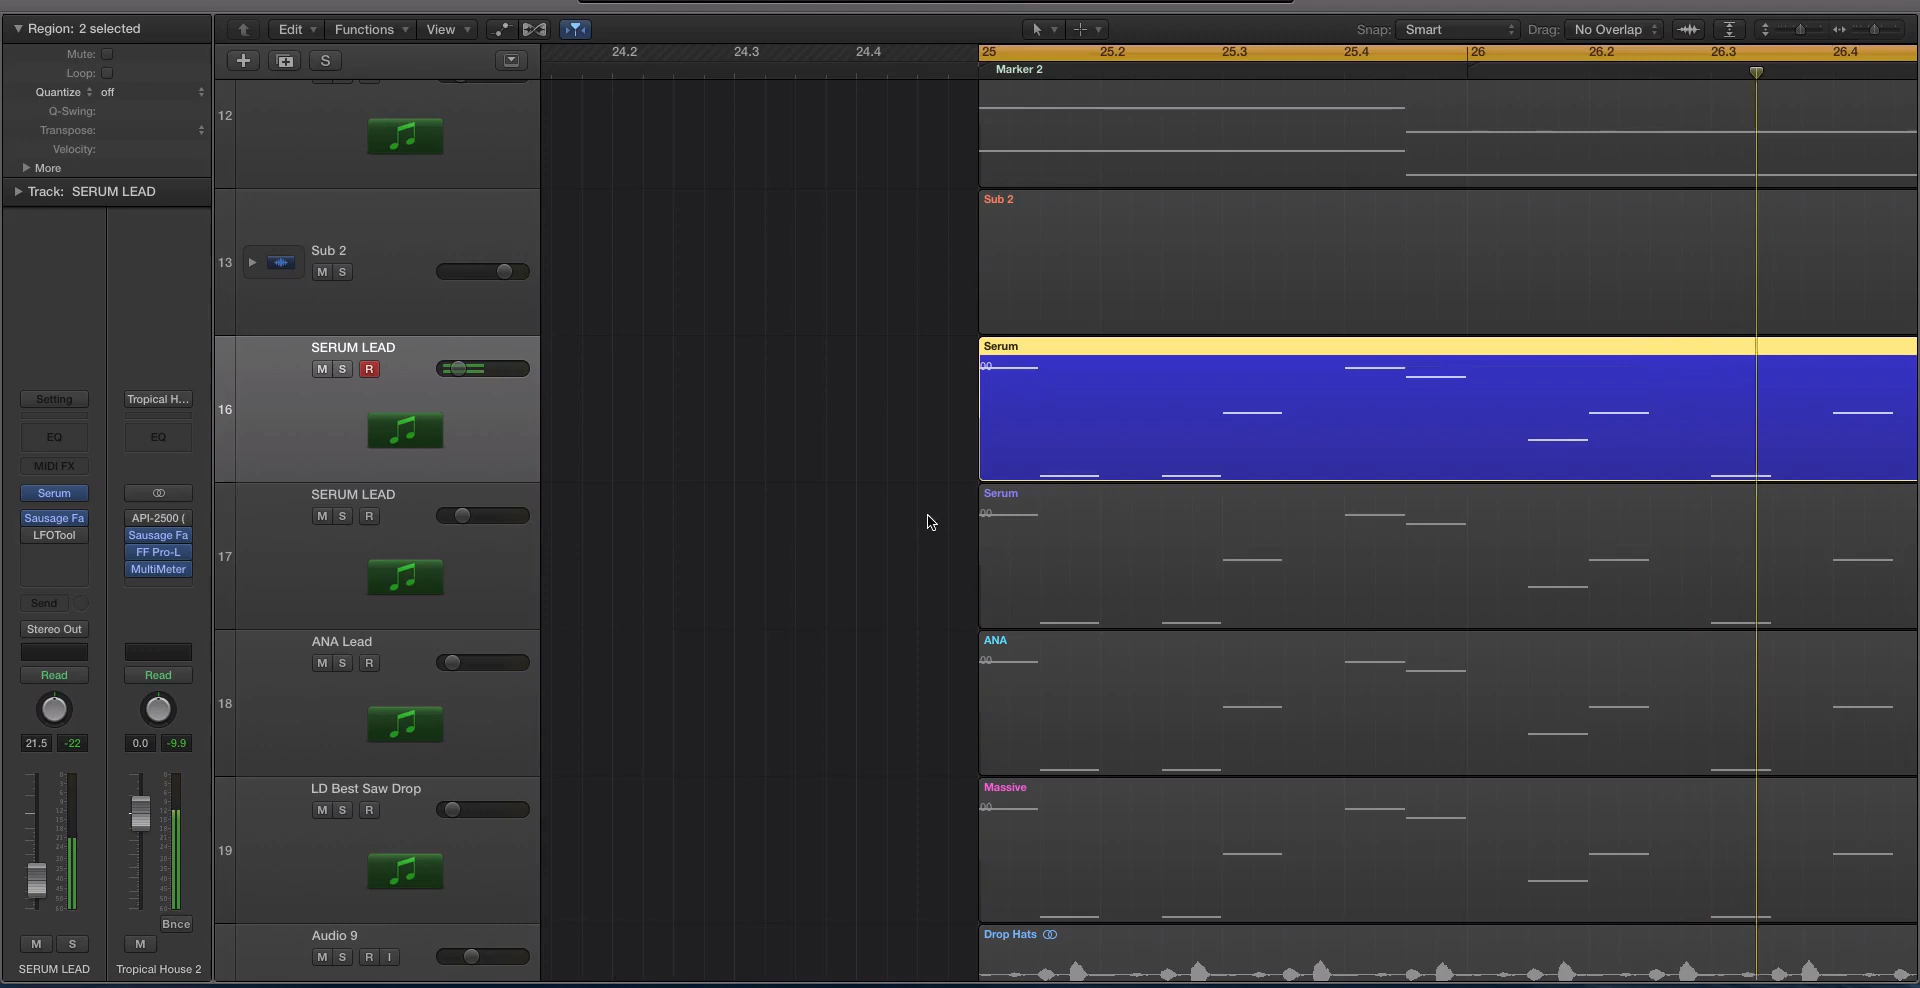 Region: 2 selected
Mute:
Loop:
Quantize off
Q-Swing:
Transpose:
Velocity:
More
Track: SERUM LEAD
Setting Tropical H...
EQ EQ
MIDI FX
Serum
Sausage Fa API-2500 (
LFOTool Sausage Fa
FF Pro-L
MultiMeter
Send
Stereo Out
Read Read
21.5 -22 0.0 -9.9
Bnce
M S M
SERUM LEAD Tropical House 2
Edit Functions View Snap: Smart Drag: No Overlap
S
24.2 24.3 24.4 25 25.2 25.3 25.4 26 26.2 26.3 26.4
Marker 2
12
13 Sub 2
M S
Sub 2
16 SERUM LEAD
M S R
Serum
17 SERUM LEAD
M S R
Serum
18 ANA Lead
M S R
ANA
19 LD Best Saw Drop
M S R
Massive
Audio 9
M S R I
Drop Hats